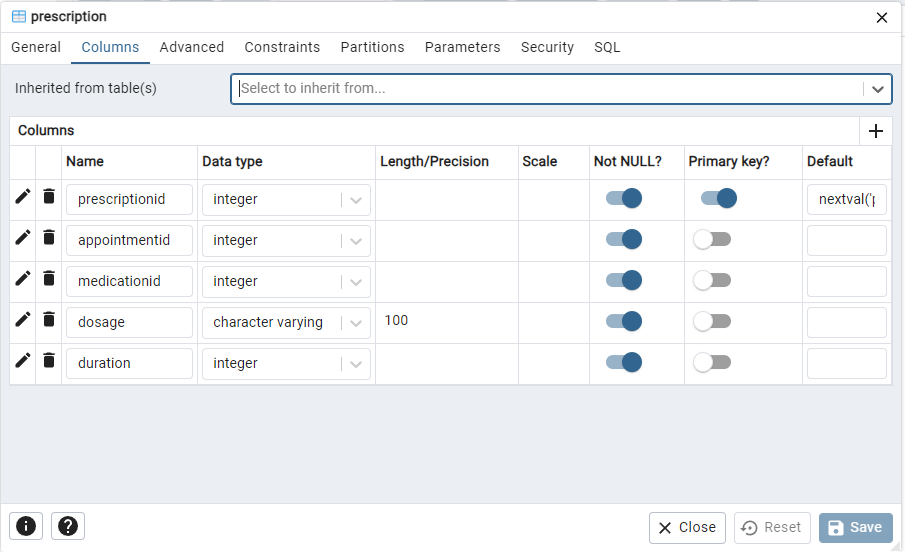 prescription
General Columns Advanced Constraints Partitions Parameters Security SQL
Inherited from table(s) Select to inherit from...
Columns
Name Data type Length/Precision Scale Not NULL? Primary key? Default
prescriptionid integer nextval('p
appointmentid integer
medicationid integer
dosage character varying 100
duration integer
Close Reset Save